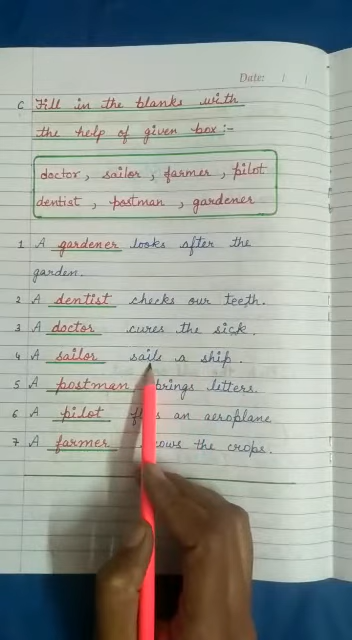 Date: / /
C Fill in the blanks with
the help of given box :-
doctor, sailor, farmer, pilot
dentist, postman, gardener
1 A gardener looks after the
garden.
2 A dentist checks our teeth.
3 A doctor cures the sick.
4 A sailor sails a ship.
5 A postman brings letters.
6 A pilot an aeroplane
7 A farmer the crops.